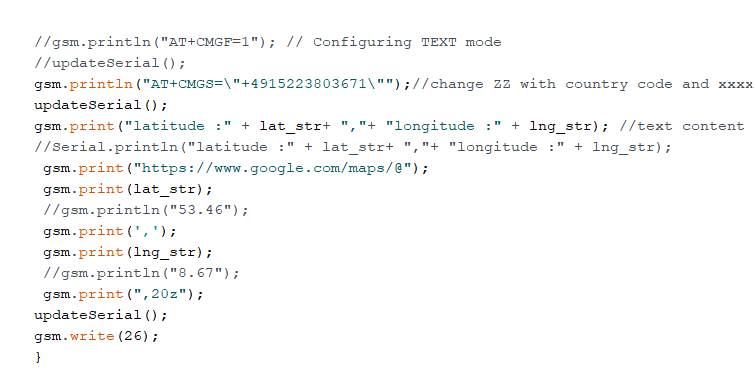 //gsm.println("AT+CMGF=1"); // Configuring TEXT mode
//updateSerial();
gsm.println("AT+CMGS=\"+4915223803671\"");//change ZZ with country code and xxxx
updateSerial();
gsm.print("latitude :" + lat_str+ ","+ "longitude :" + lng_str); //text content
//Serial.println("latitude :" + lat_str+ ","+ "longitude :" + lng_str);
gsm.print("https://www.google.com/maps/@");
gsm.print(lat_str);
//gsm.println("53.46");
gsm.print(',');
gsm.print(lng_str);
//gsm.println("8.67");
gsm.print(",20z");
updateSerial();
gsm.write(26);
}